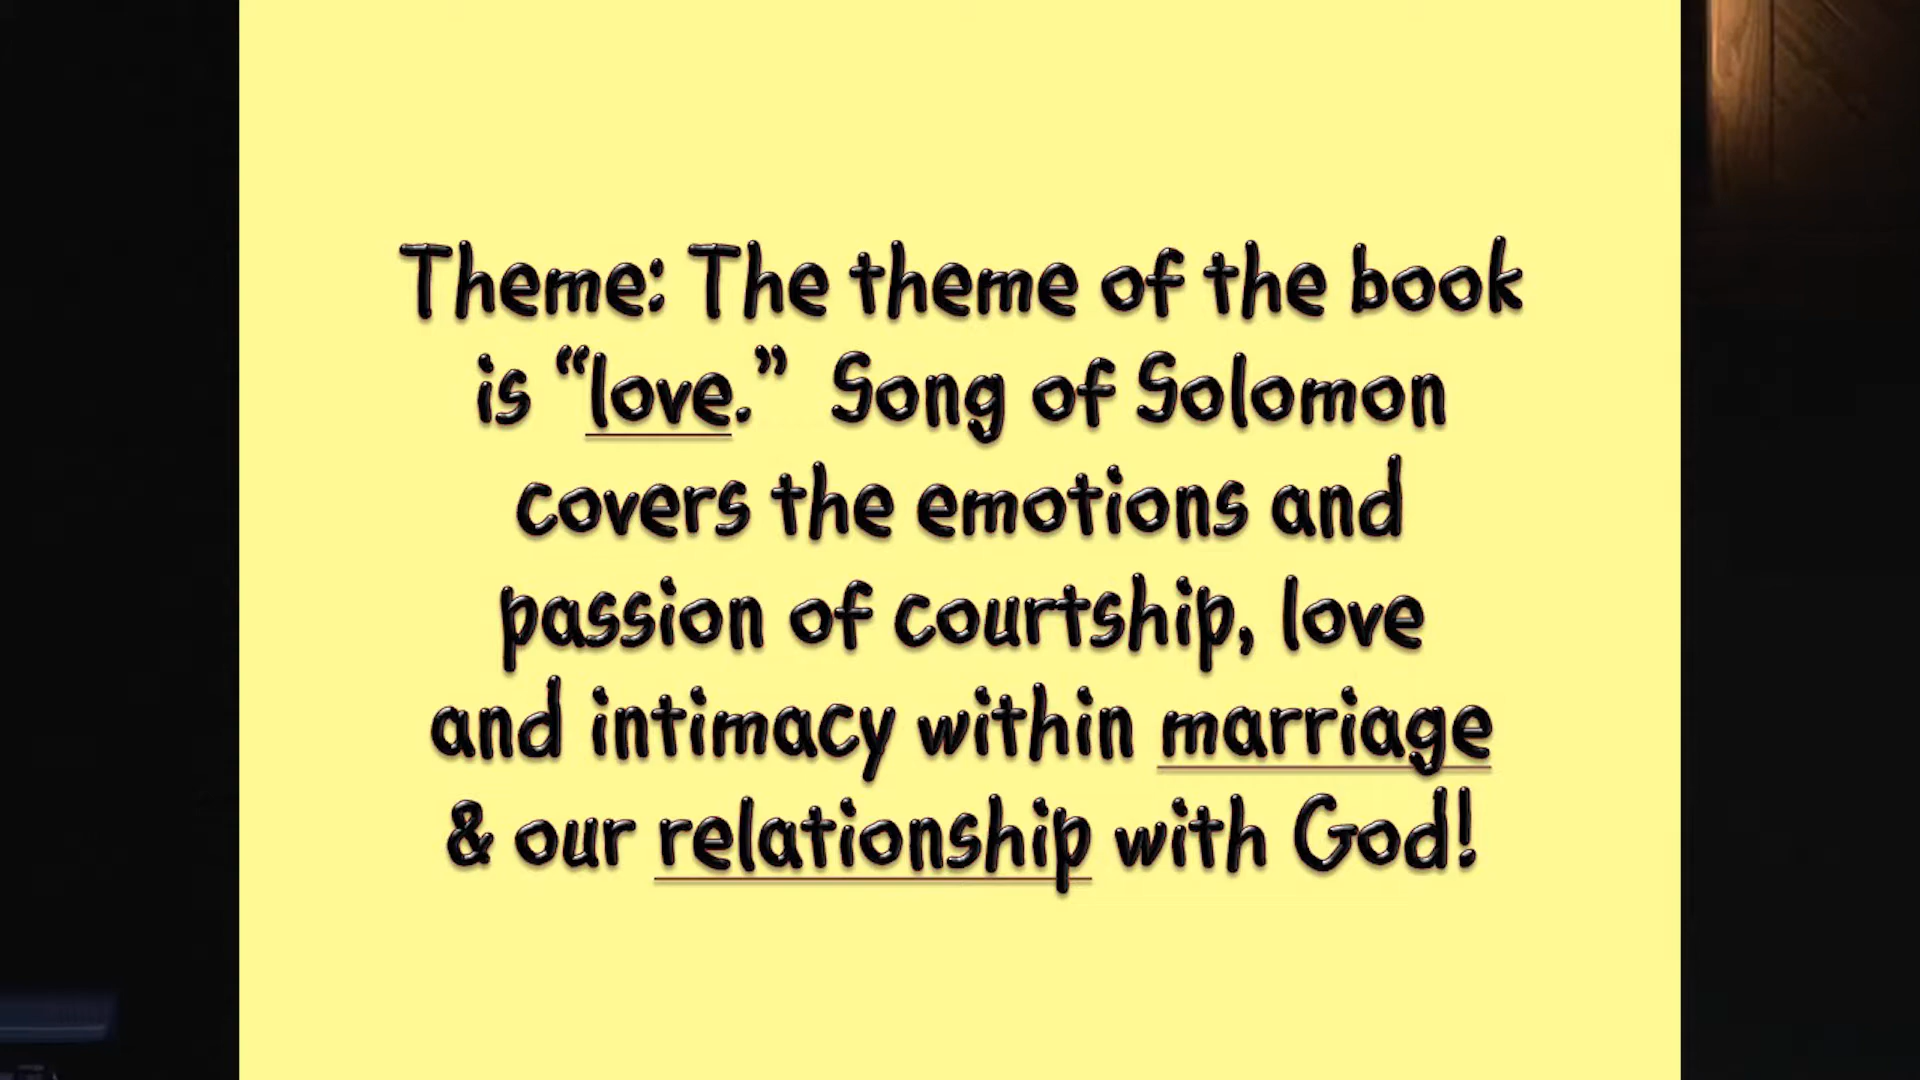 Theme: The theme of the book
is “love.”  Song of Solomon
covers the emotions and
passion of courtship, love
and intimacy within marriage
& our relationship with God!